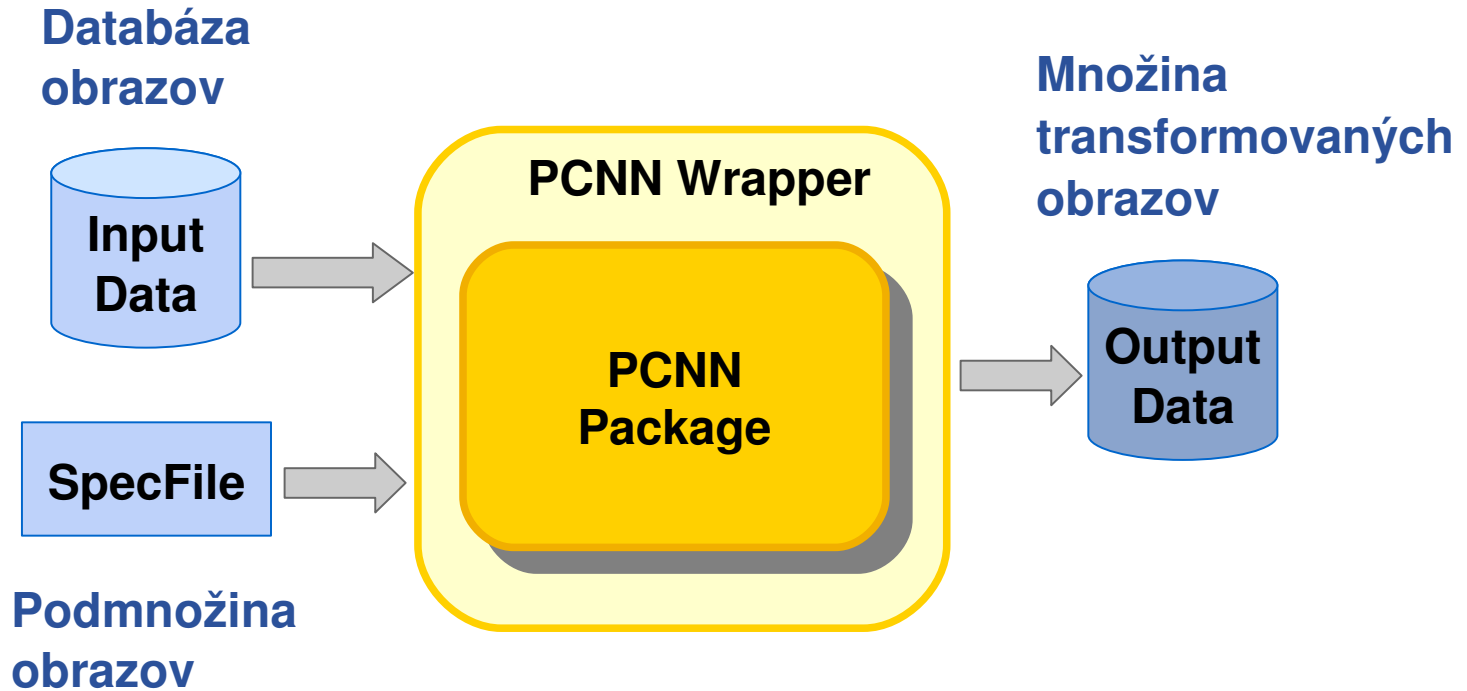 Databáza
obrazov
Input
Data
SpecFile
Podmnožina
obrazov
PCNN Wrapper
PCNN
Package
Množina
transformovaných
obrazov
Output
Data